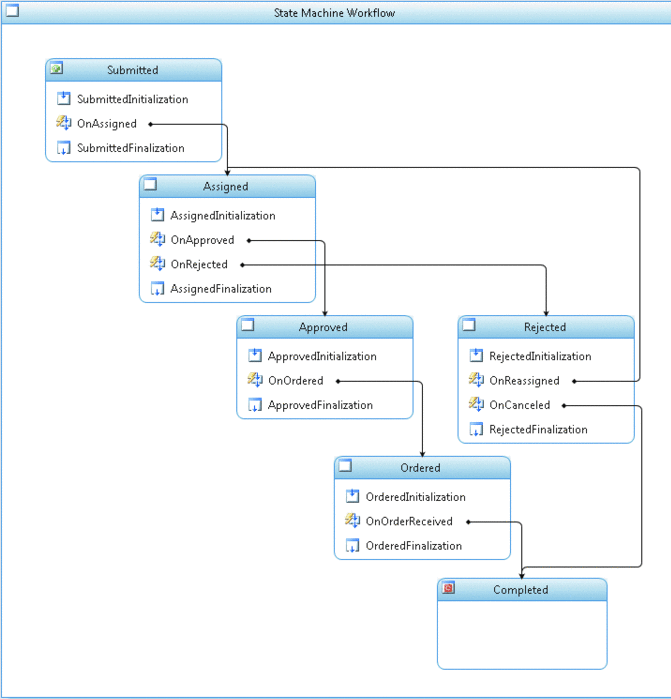 State Machine Workflow
Submitted
SubmittedInitialization
OnAssigned
SubmittedFinalization
Assigned
AssignedInitialization
OnApproved
OnRejected
AssignedFinalization
Approved
ApprovedInitialization
OnOrdered
ApprovedFinalization
Rejected
RejectedInitialization
OnReassigned
OnCanceled
RejectedFinalization
Ordered
OrderedInitialization
OnOrderReceived
OrderedFinalization
Completed